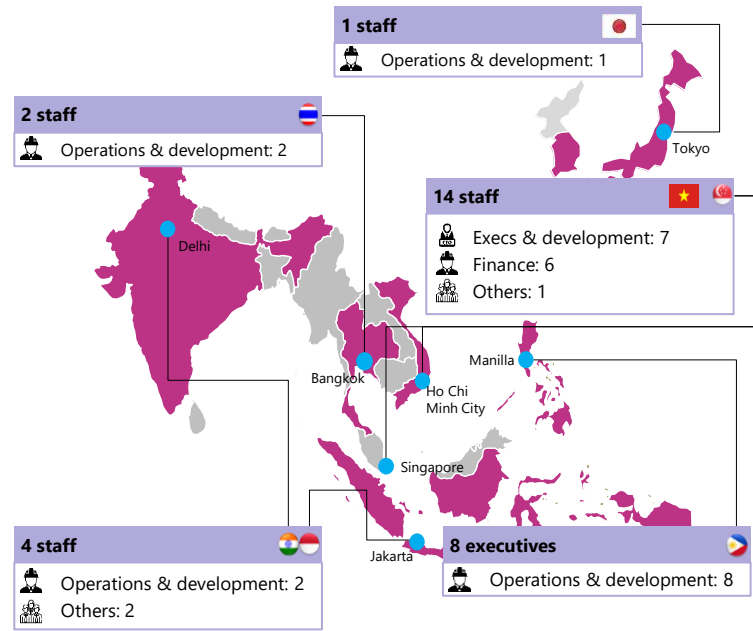 1 staff
Operations & development: 1
2 staff
Operations & development: 2
Tokyo
14 staff
Execs & development: 7
Finance: 6
Others: 1
Delhi
Manilla
Bangkok
Ho Chi
Minh City
Singapore
Jakarta
4 staff
Operations & development: 2
Others: 2
8 executives
Operations & development: 8